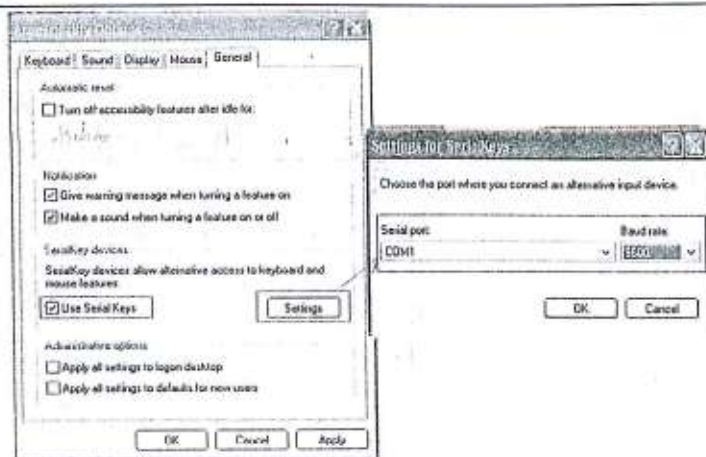 Keyboard Sound Display Mouse General
Automatic reset
Turn off accessibility features after idle for:
Notification
Give warning message when turning a feature on
Make a sound when turning a feature on or off
SerialKey devices
SerialKey devices allow alternative access to keyboard and
mouse features.
Use Serial Keys
Settings
Administrative options
Apply all settings to logon desktop
Apply all settings to defaults for new users
OK Cancel Apply
Settings for Serial Keys
Choose the port where you connect an alternative input device.
Serial port: Baud rate:
COM1
OK Cancel